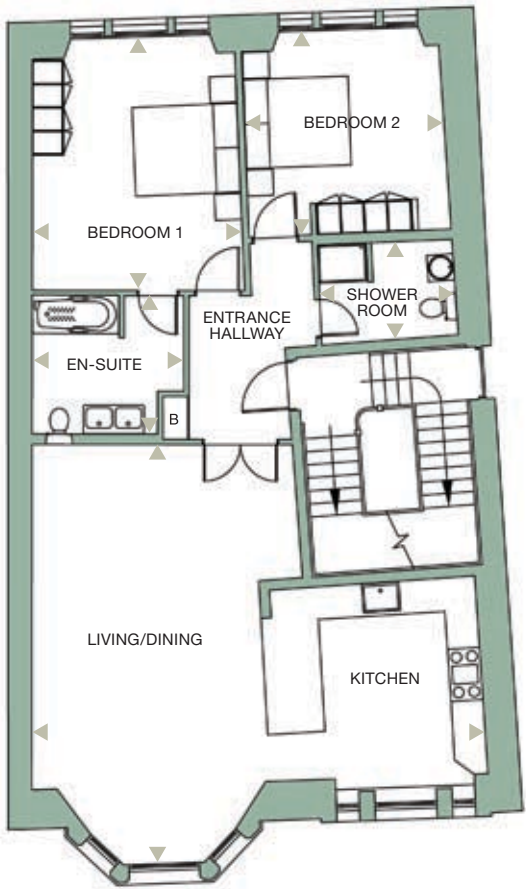 BEDROOM 2
BEDROOM 1
SHOWER
ROOM
ENTRANCE
HALLWAY
EN-SUITE
B
LIVING/DINING
KITCHEN